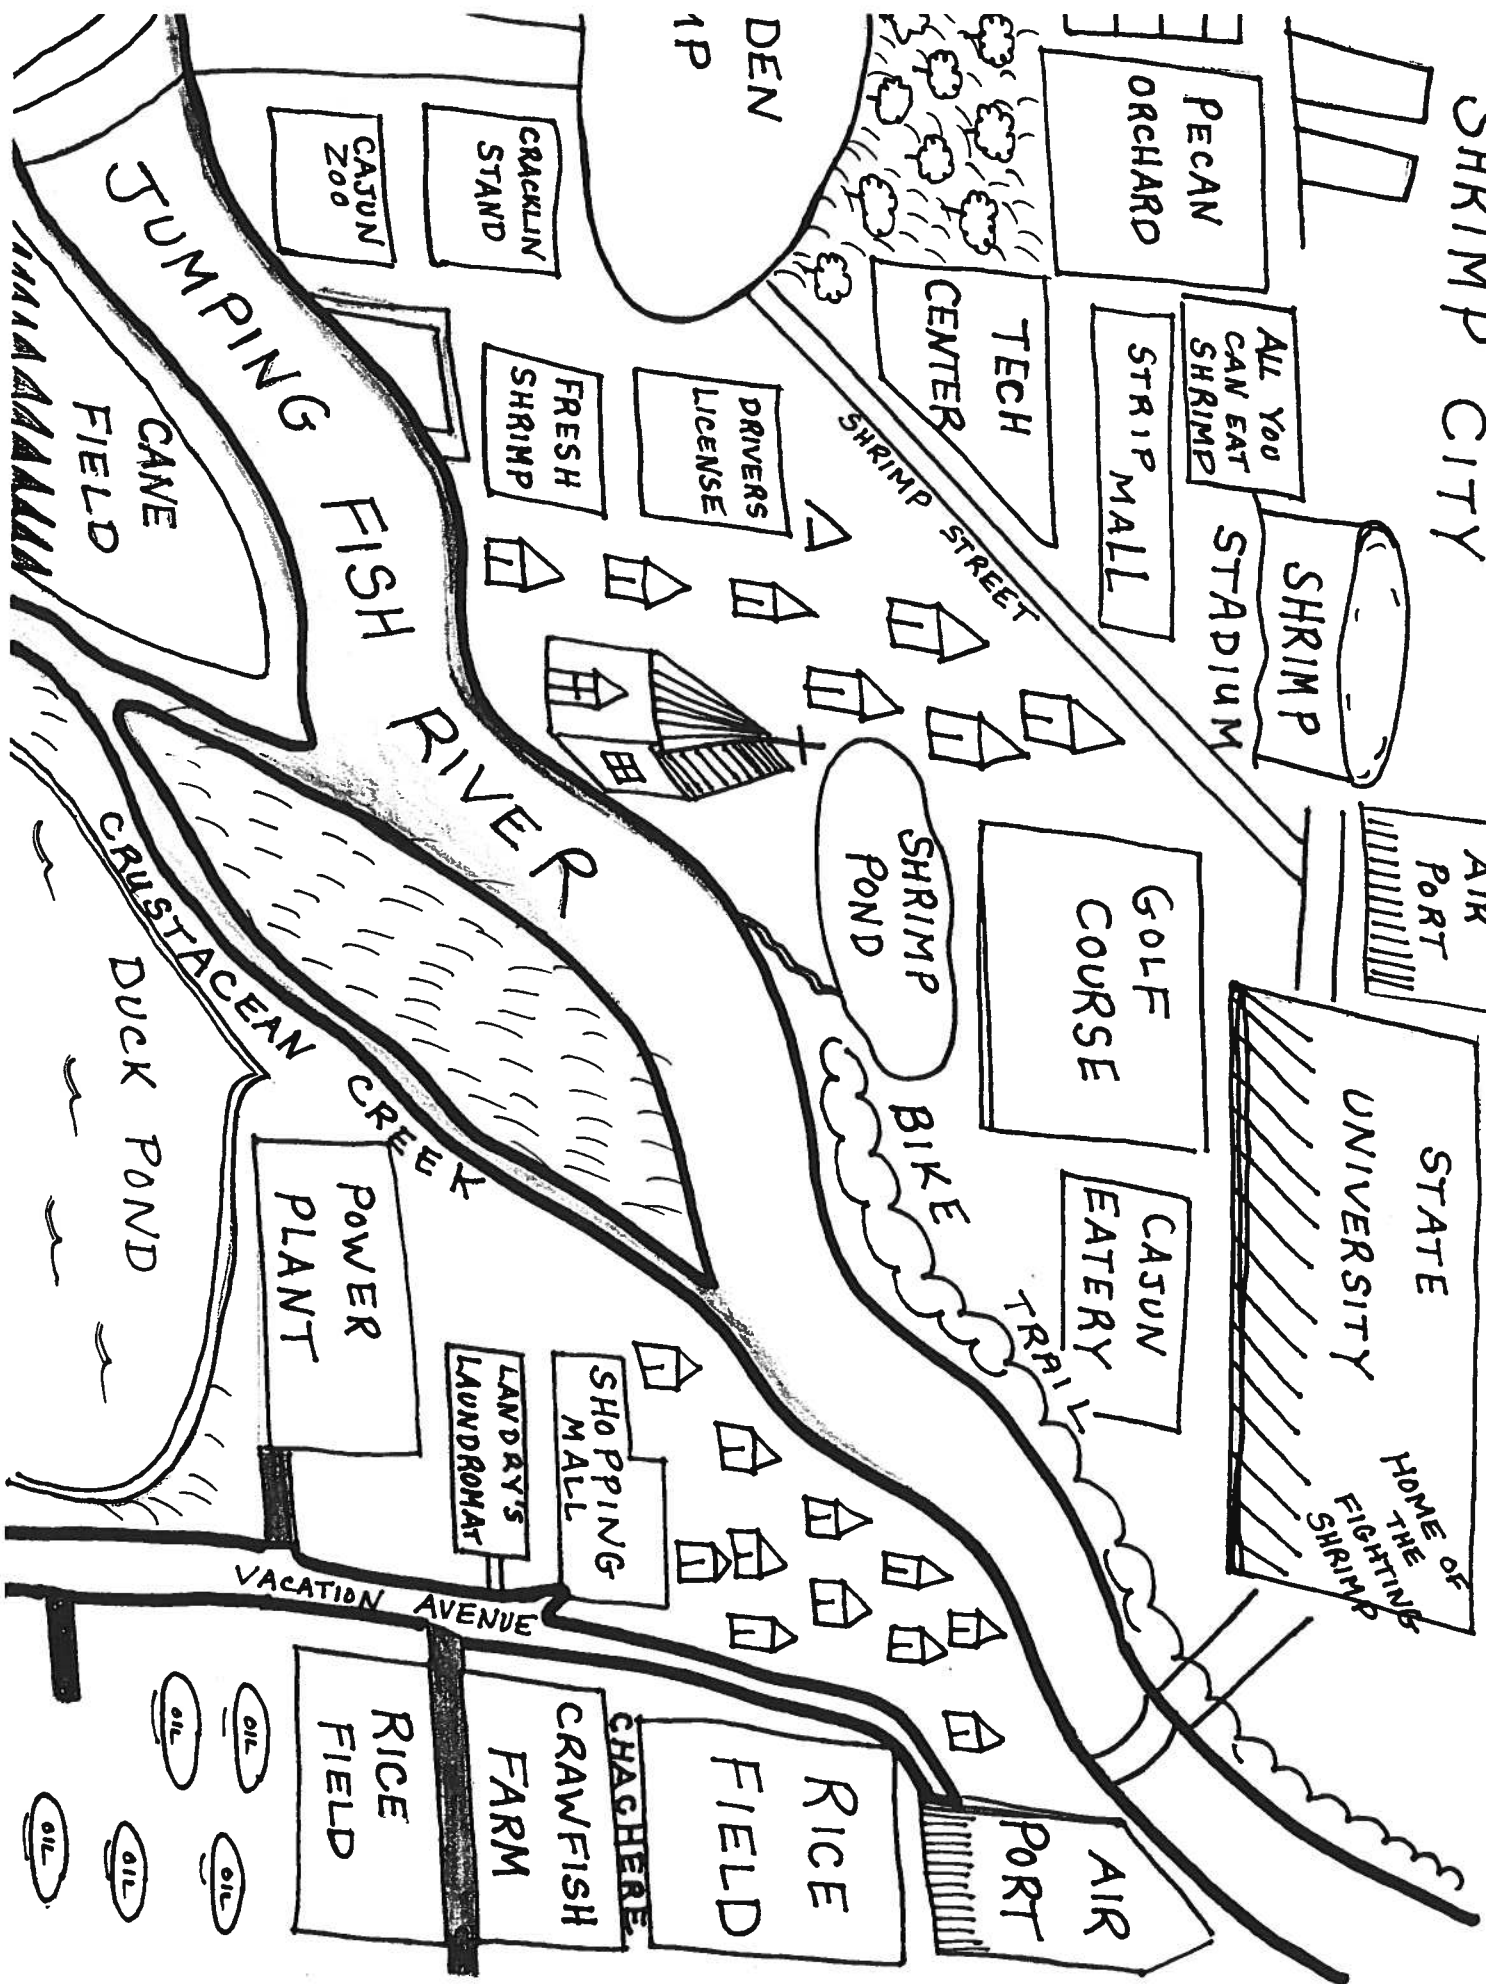 SHRIMP CITY
AIR
PORT
STATE
UNIVERSITY
HOME OF
THE
FIGHTING
SHRIMP
PECAN
ORCHARD
ALL YOU
CAN EAT
SHRIMP
SHRIMP
STADIUM
STRIP MALL
TECH
CENTER
SHRIMP STREET
GOLF
COURSE
CAJUN
EATERY
DEN
MP
DRIVERS
LICENSE
SHRIMP
POND
BIKE TRAIL
CRACKLIN
STAND
FRESH
SHRIMP
CAJUN
ZOO
JUMPING FISH RIVER
CANE
FIELD
CRUSTACEAN CREEK
DUCK POND
POWER
PLANT
LANDRY'S
LAUNDROMAT
SHOPPING
MALL
VACATION AVENUE
AIR
PORT
RICE
FIELD
CHACHERE
CRAWFISH
FARM
RICE
FIELD
OIL
OIL
OIL
OIL
OIL